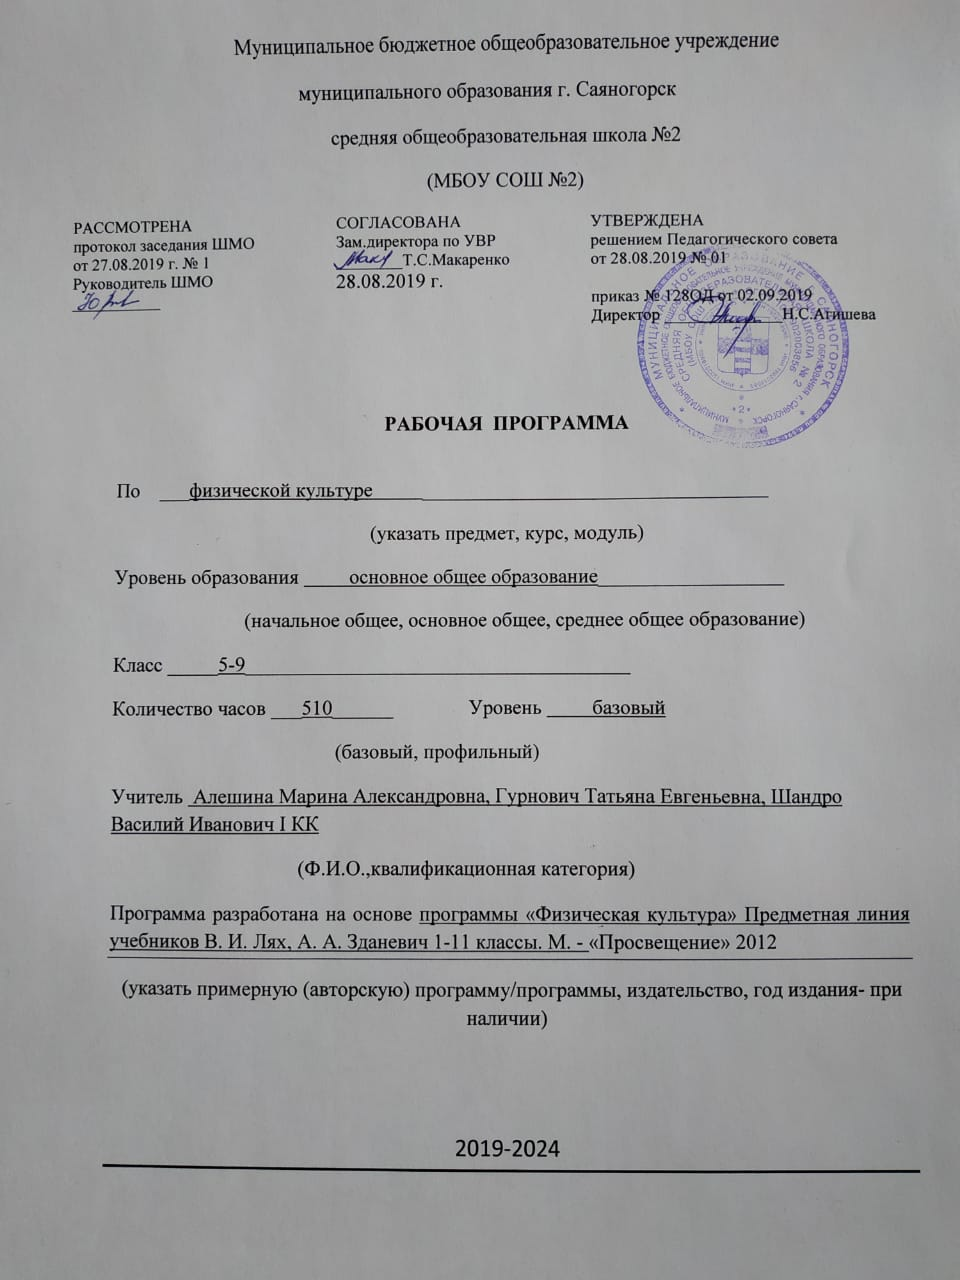 Муниципальное бюджетное общеобразовательное учреждение
муниципального образования г. Саяногорск
средняя общеобразовательная школа №2
(МБОУ СОШ №2)
РАССМОТРЕНА
протокол заседания ШМО
от 27.08.2019 г. № 1
Руководитель ШМО
СОГЛАСОВАНА
Зам.директора по УВР
Т.С.Макаренко
28.08.2019 г.
УТВЕРЖДЕНА
решением Педагогического совета
от 28.08.2019 № 01
приказ № 128ОД от 02.09.2019
Директор Н.С.Агишева
РАБОЧАЯ ПРОГРАММА
По физической культуре
(указать предмет, курс, модуль)
Уровень образования основное общее образование
(начальное общее, основное общее, среднее общее образование)
Класс 5-9
Количество часов 510 Уровень базовый
(базовый, профильный)
Учитель Алешина Марина Александровна, Гурнович Татьяна Евгеньевна, Шандро
Василий Иванович I КК
(Ф.И.О.,квалификационная категория)
Программа разработана на основе программы «Физическая культура» Предметная линия
учебников В. И. Лях, А. А. Зданевич 1-11 классы. М. - «Просвещение» 2012
(указать примерную (авторскую) программу/программы, издательство, год издания- при
наличии)
2019-2024